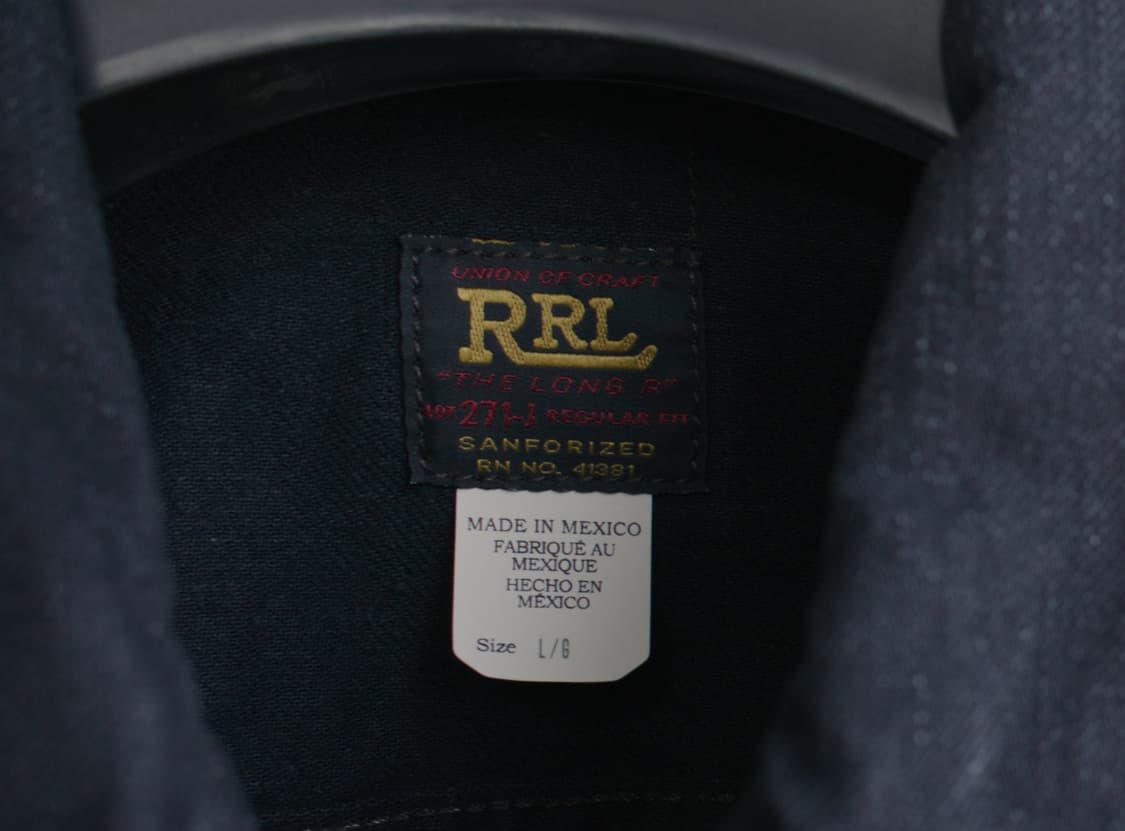 UNION OF CRAFT
RRL
"THE LONG R"
271-J REGULAR FIT
SANFORIZED
RN NO. 41381
MADE IN MEXICO
FABRIQUÉ AU
MEXIQUE
HECHO EN
MÉXICO
Size L/G